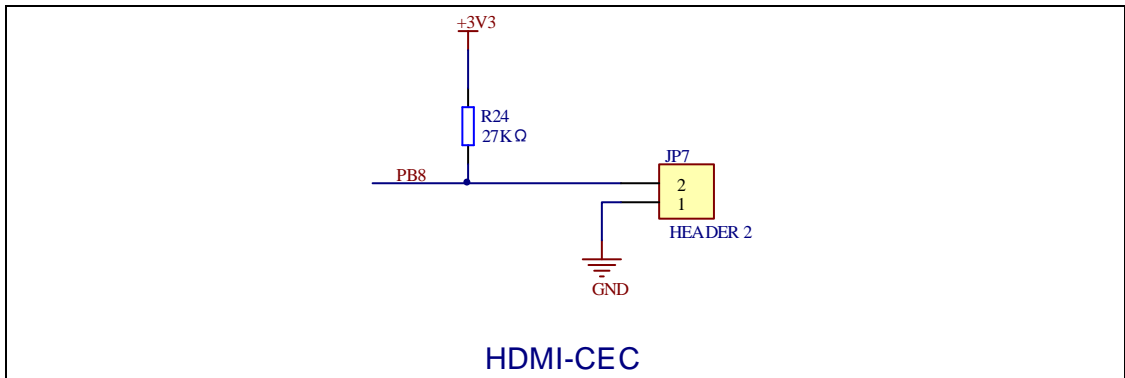 +3V3
R24
27KΩ
JP7
PB8
2
1
HEADER 2
GND
HDMI-CEC